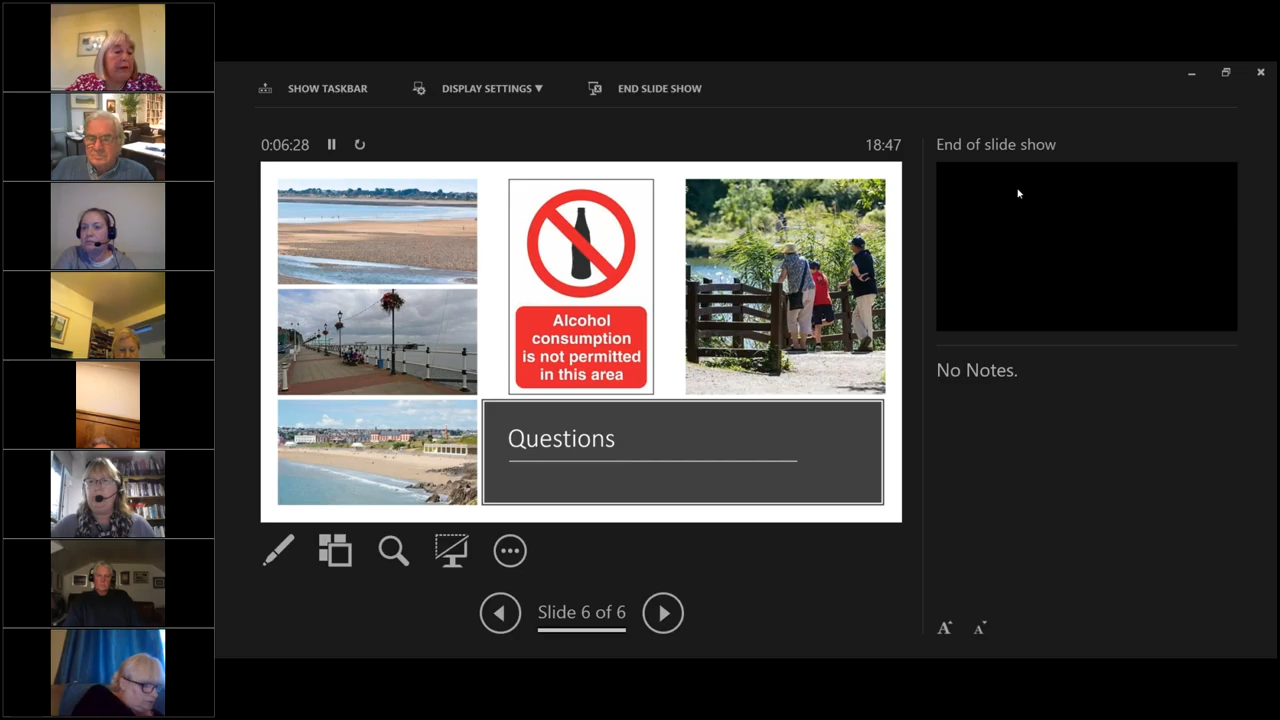 SHOW TASKBAR
DISPLAY SETTINGS ▼
END SLIDE SHOW
0:06:28
18:47
End of slide show
Alcohol
consumption
is not permitted
in this area
Questions
No Notes.
Slide 6 of 6
A A